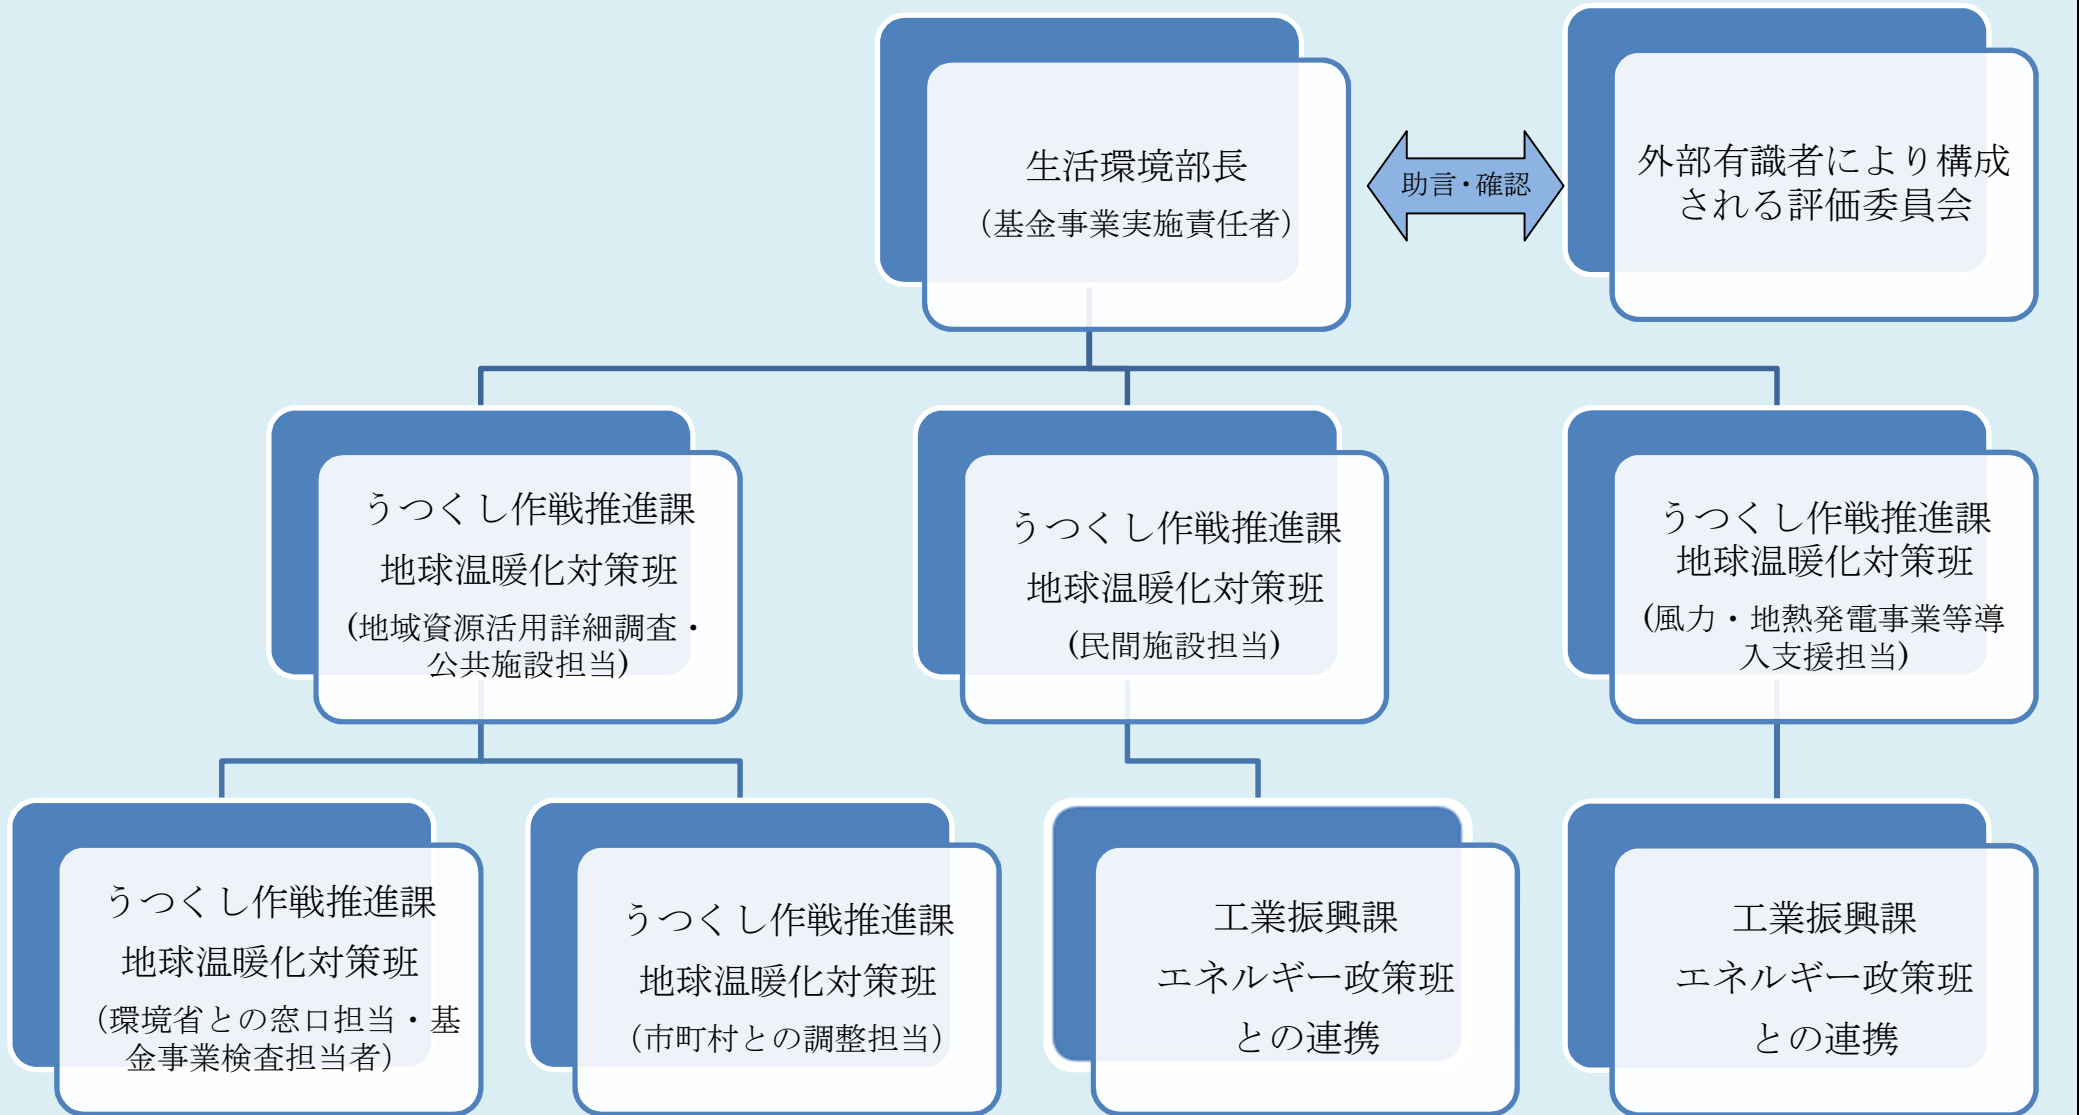 生活環境部長
（基金事業実施責任者）
助言・確認
外部有識者により構成
される評価委員会
うつくし作戦推進課
地球温暖化対策班
(地域資源活用詳細調査・
公共施設担当)
うつくし作戦推進課
地球温暖化対策班
(民間施設担当)
うつくし作戦推進課
地球温暖化対策班
(風力・地熱発電事業等導
入支援担当)
うつくし作戦推進課
地球温暖化対策班
（環境省との窓口担当・基
金事業検査担当者）
うつくし作戦推進課
地球温暖化対策班
（市町村との調整担当）
工業振興課
エネルギー政策班
との連携
工業振興課
エネルギー政策班
との連携